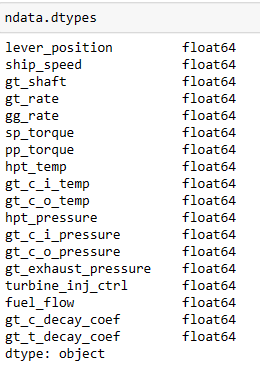 ndata.dtypes
lever_position float64
ship_speed float64
gt_shaft float64
gt_rate float64
gg_rate float64
sp_torque float64
pp_torque float64
hpt_temp float64
gt_c_i_temp float64
gt_c_o_temp float64
hpt_pressure float64
gt_c_i_pressure float64
gt_c_o_pressure float64
gt_exhaust_pressure float64
turbine_inj_ctrl float64
fuel_flow float64
gt_c_decay_coef float64
gt_t_decay_coef float64
dtype: object